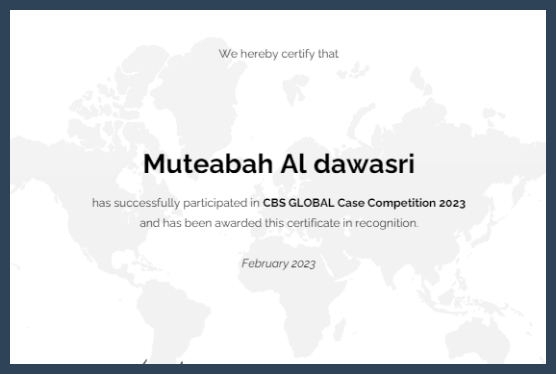 We hereby certify that
Muteabah Al dawasri
has successfully participated in CBS GLOBAL Case Competition 2023
and has been awarded this certificate in recognition.
February 2023